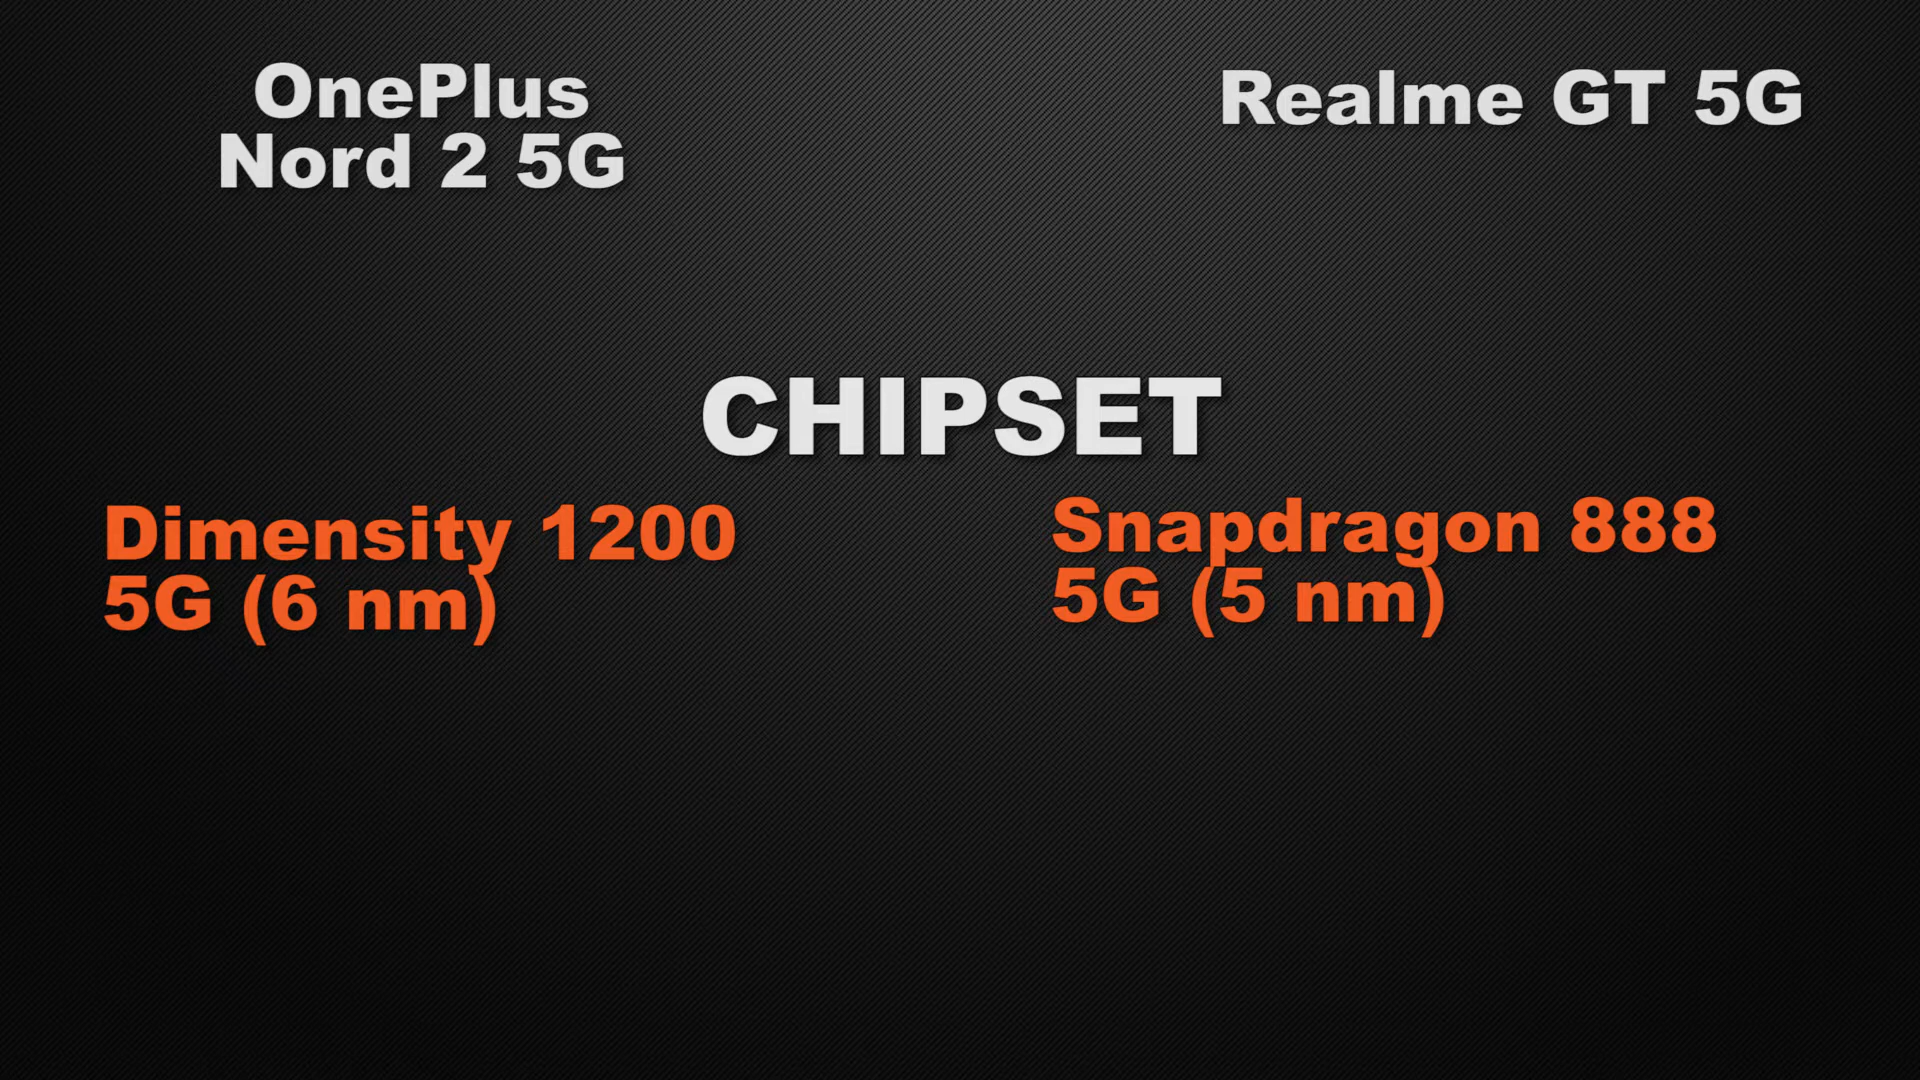 OnePlus
Nord 2 5G
Realme GT 5G
CHIPSET
Dimensity 1200
5G (6 nm)
Snapdragon 888
5G (5 nm)